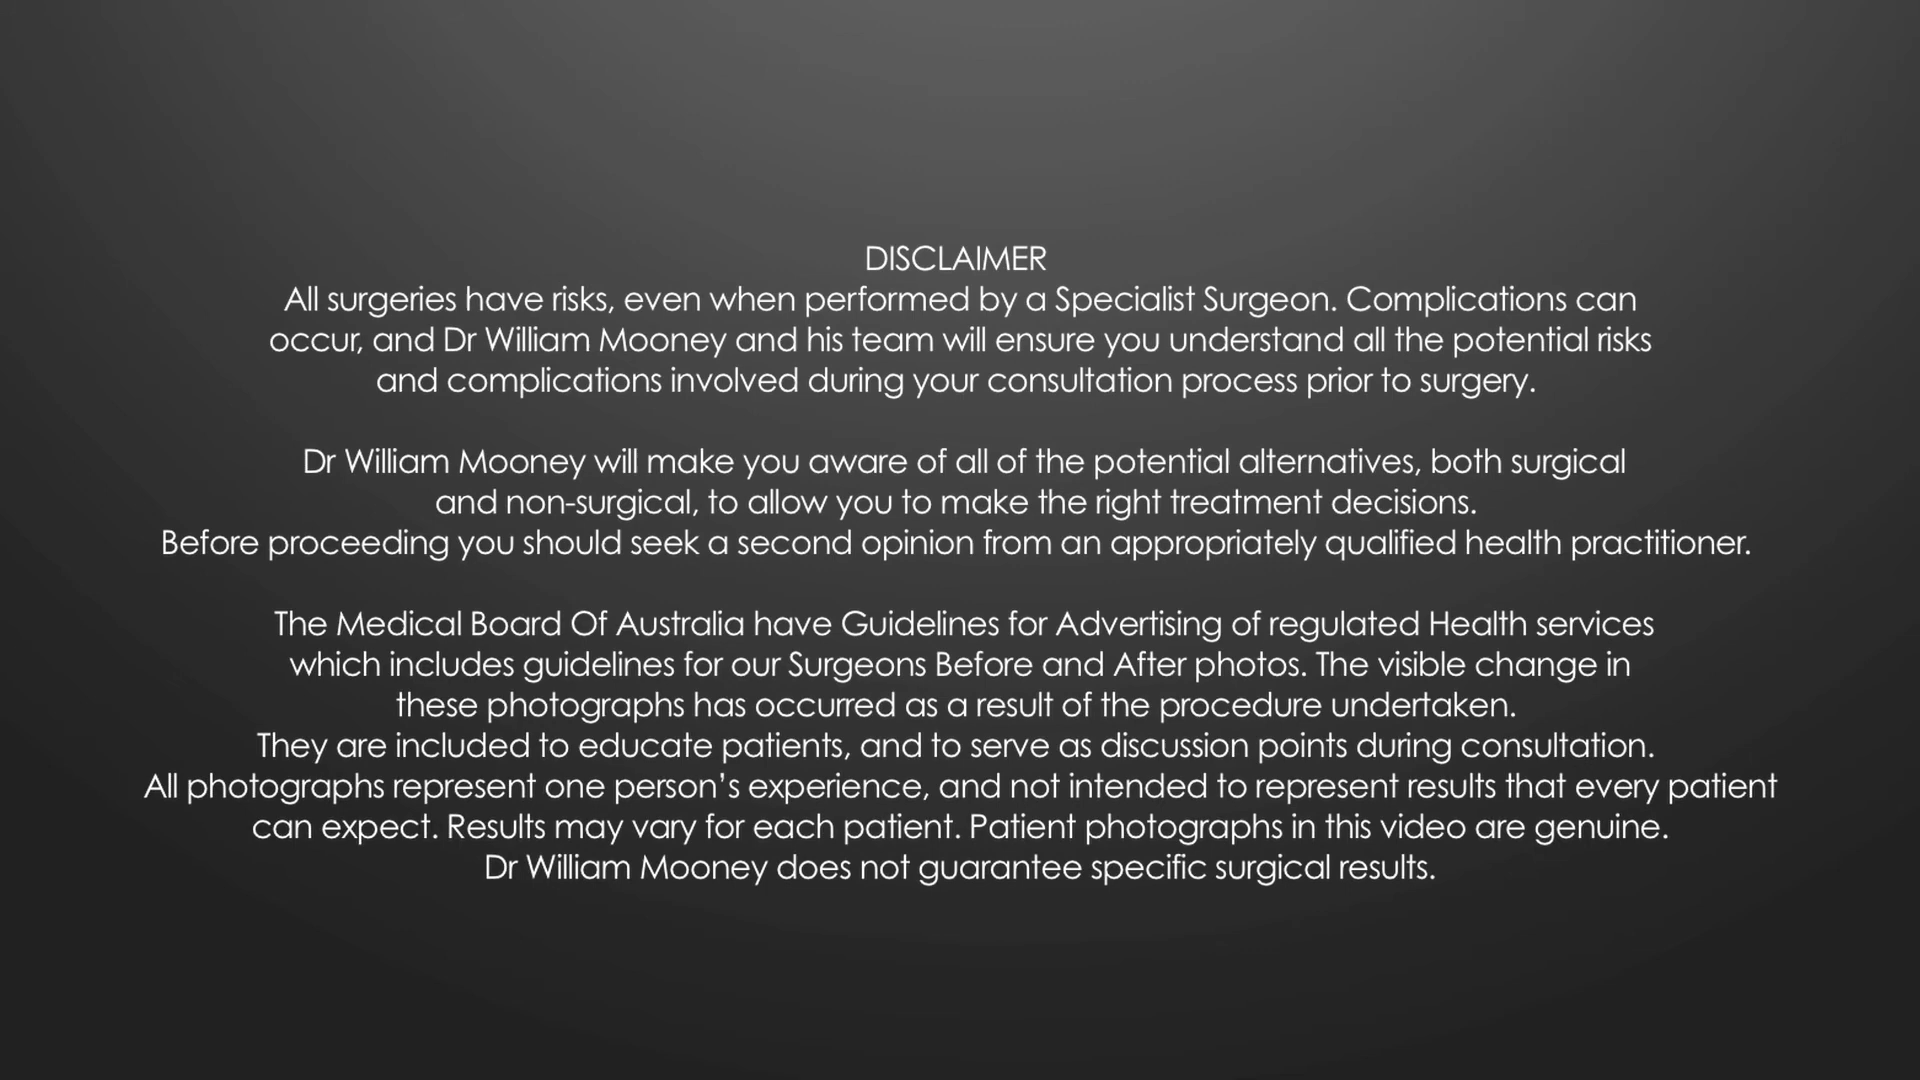 DISCLAIMER
All surgeries have risks, even when performed by a Specialist Surgeon. Complications can
occur, and Dr William Mooney and his team will ensure you understand all the potential risks
and complications involved during your consultation process prior to surgery.
Dr William Mooney will make you aware of all of the potential alternatives, both surgical
and non-surgical, to allow you to make the right treatment decisions.
Before proceeding you should seek a second opinion from an appropriately qualified health practitioner.
The Medical Board Of Australia have Guidelines for Advertising of regulated Health services
which includes guidelines for our Surgeons Before and After photos. The visible change in
these photographs has occurred as a result of the procedure undertaken.
They are included to educate patients, and to serve as discussion points during consultation.
All photographs represent one person’s experience, and not intended to represent results that every patient
can expect. Results may vary for each patient. Patient photographs in this video are genuine.
Dr William Mooney does not guarantee specific surgical results.